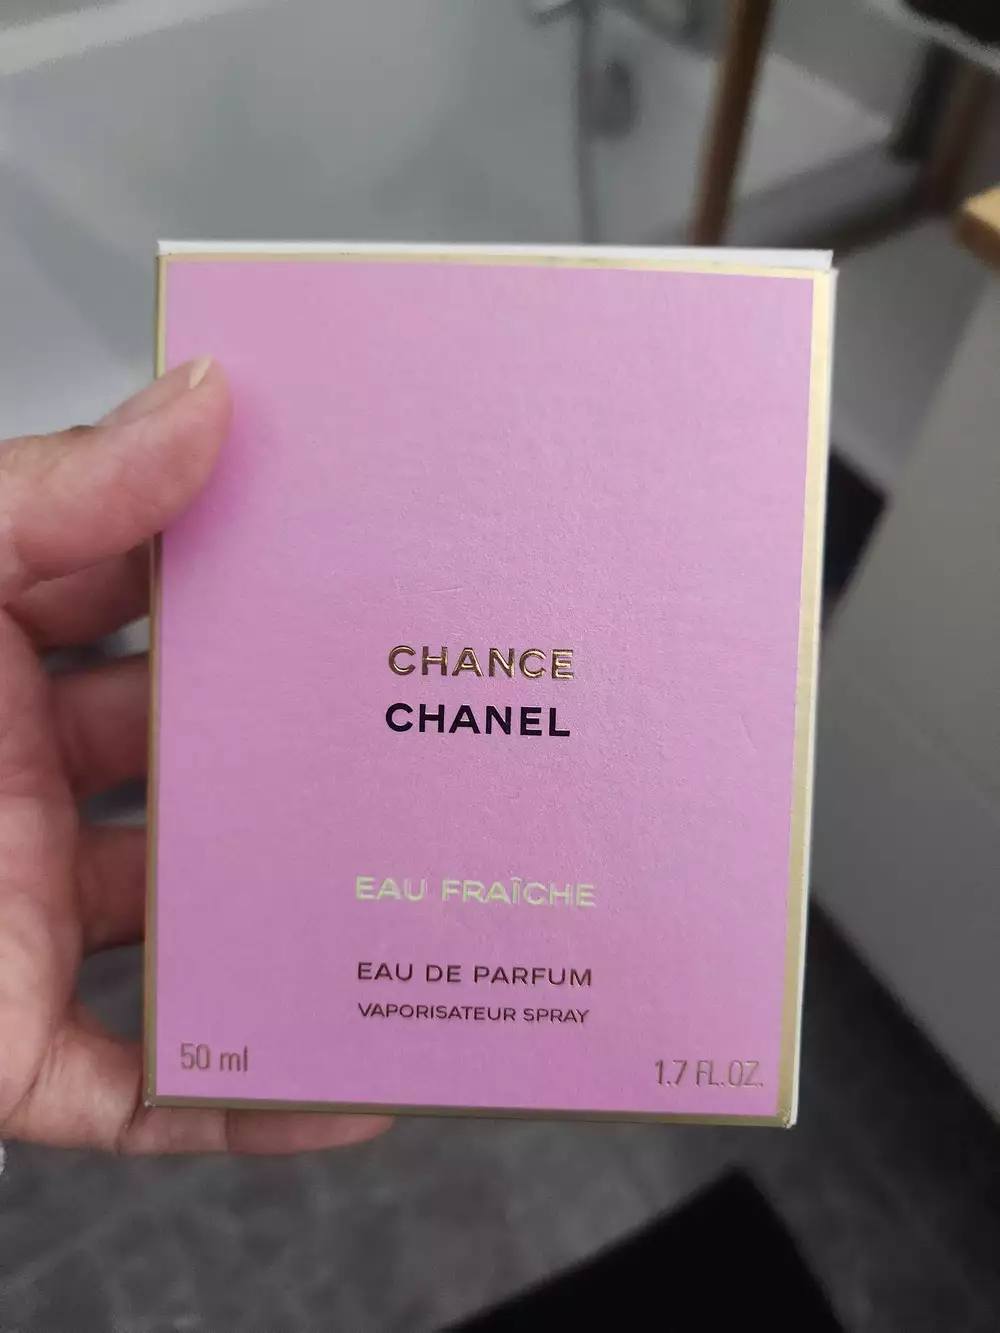 CHANCE
CHANEL
EAU FRAÎCHE
EAU DE PARFUM
VAPORISATEUR SPRAY
50 ml
1.7 FL.OZ.